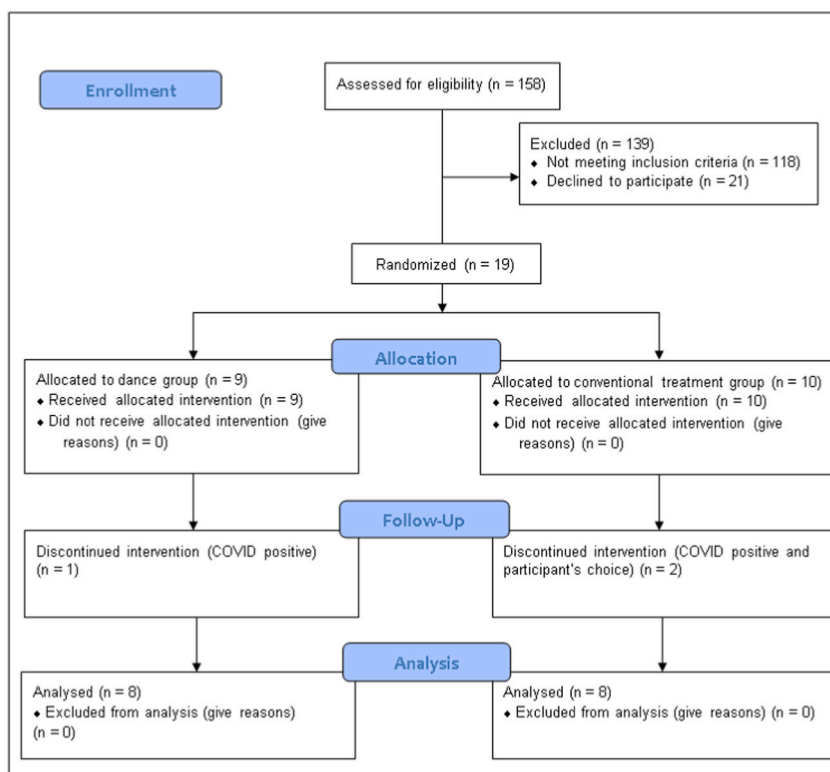 Enrollment
Assessed for eligibility (n = 158)
Excluded (n = 139)
⬥ Not meeting inclusion criteria (n = 118)
⬥ Declined to participate (n = 21)
Randomized (n = 19)
Allocation
Allocated to dance group (n = 9)
⬥ Received allocated intervention (n = 9)
⬥ Did not receive allocated intervention (give
reasons) (n = 0)
Allocated to conventional treatment group (n = 10)
⬥ Received allocated intervention (n = 10)
⬥ Did not receive allocated intervention (give
reasons) (n = 0)
Follow-Up
Discontinued intervention (COVID positive)
(n = 1)
Discontinued intervention (COVID positive and
participant's choice) (n = 2)
Analysis
Analysed (n = 8)
⬥ Excluded from analysis (give reasons)
(n = 0)
Analysed (n = 8)
⬥ Excluded from analysis (give reasons) (n = 0)